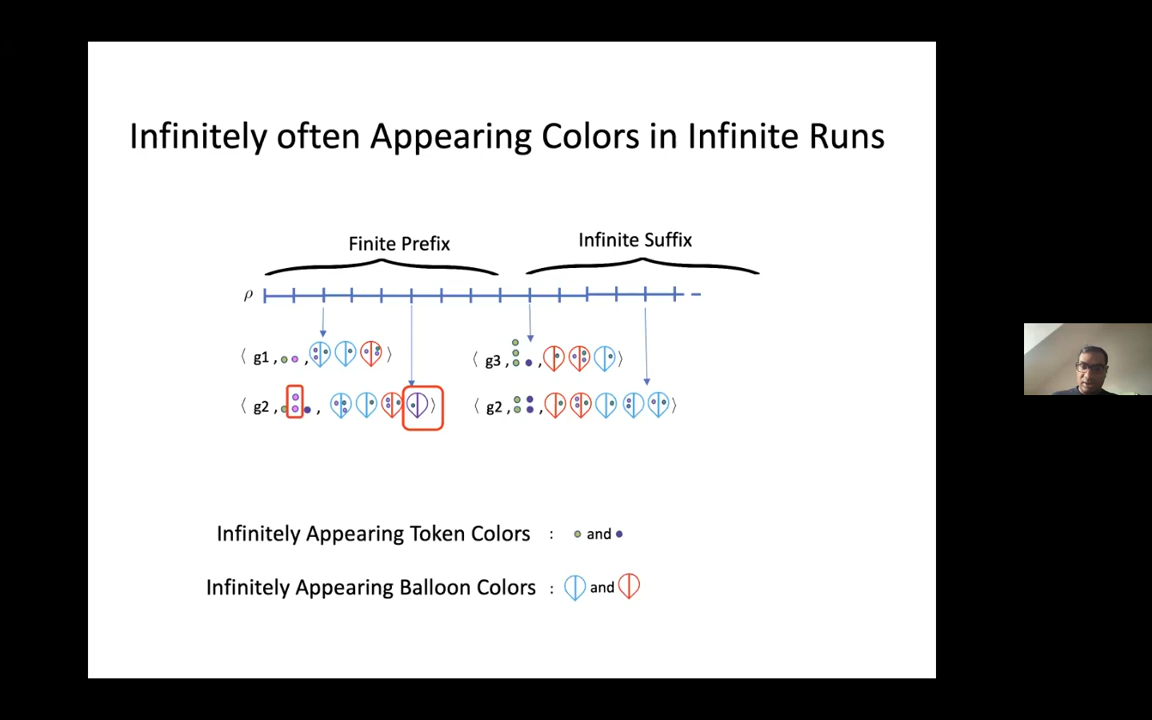 Infinitely often Appearing Colors in Infinite Runs
Finite Prefix
Infinite Suffix
ρ
⟨ g1 , , ⟩
⟨ g3 , , ⟩
⟨ g2 , , ⟩
⟨ g2 , , ⟩
Infinitely Appearing Token Colors : and
Infinitely Appearing Balloon Colors : and